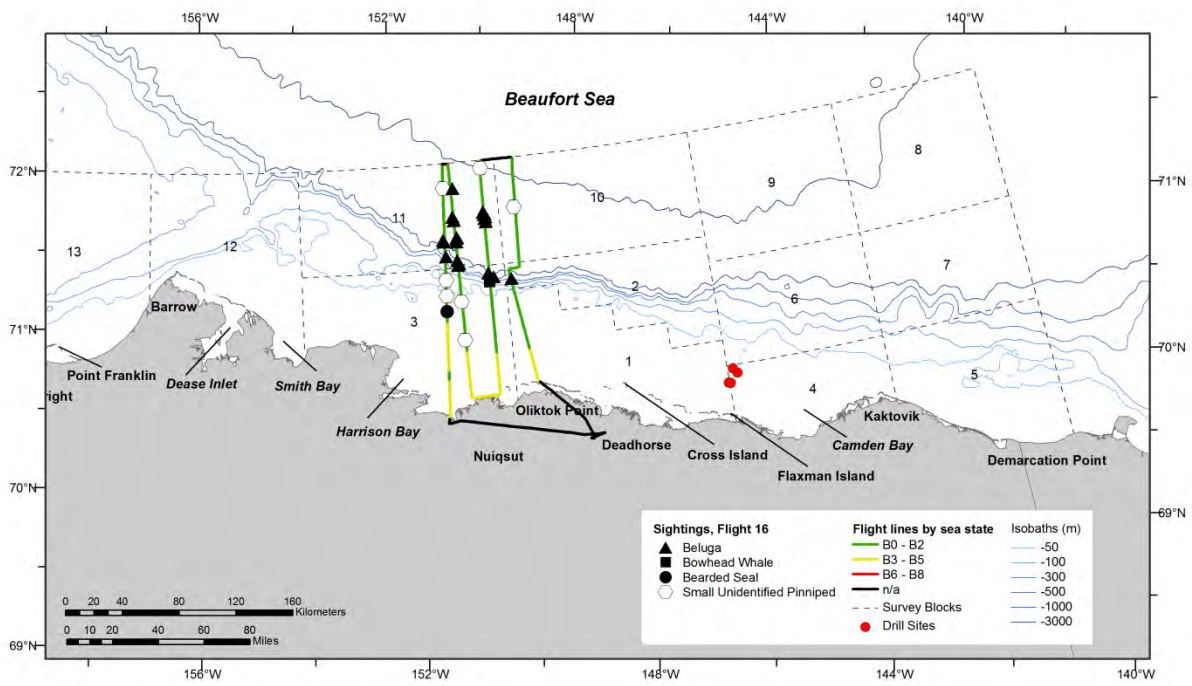 156°W 152°W 148°W 144°W 140°W
Beaufort Sea
72°N
71°N
8
9
10
11
12
13
7
2
6
71°N
70°N
3
1
5
4
Barrow
Point Franklin
right
Dease Inlet
Smith Bay
Harrison Bay
Oliktok Point
Nuiqsut
Deadhorse
Cross Island
Flaxman Island
Camden Bay
Kaktovik
Demarcation Point
70°N
69°N
Sightings, Flight 16
Beluga
Bowhead Whale
Bearded Seal
Small Unidentified Pinniped
Flight lines by sea state
B0 - B2
B3 - B5
B6 - B8
n/a
Survey Blocks
Drill Sites
Isobaths (m)
-50
-100
-300
-500
-1000
-3000
0 20 40 80 120 160
Kilometers
0 10 20 40 60 80
Miles
69°N
156°W 152°W 148°W 144°W 140°W